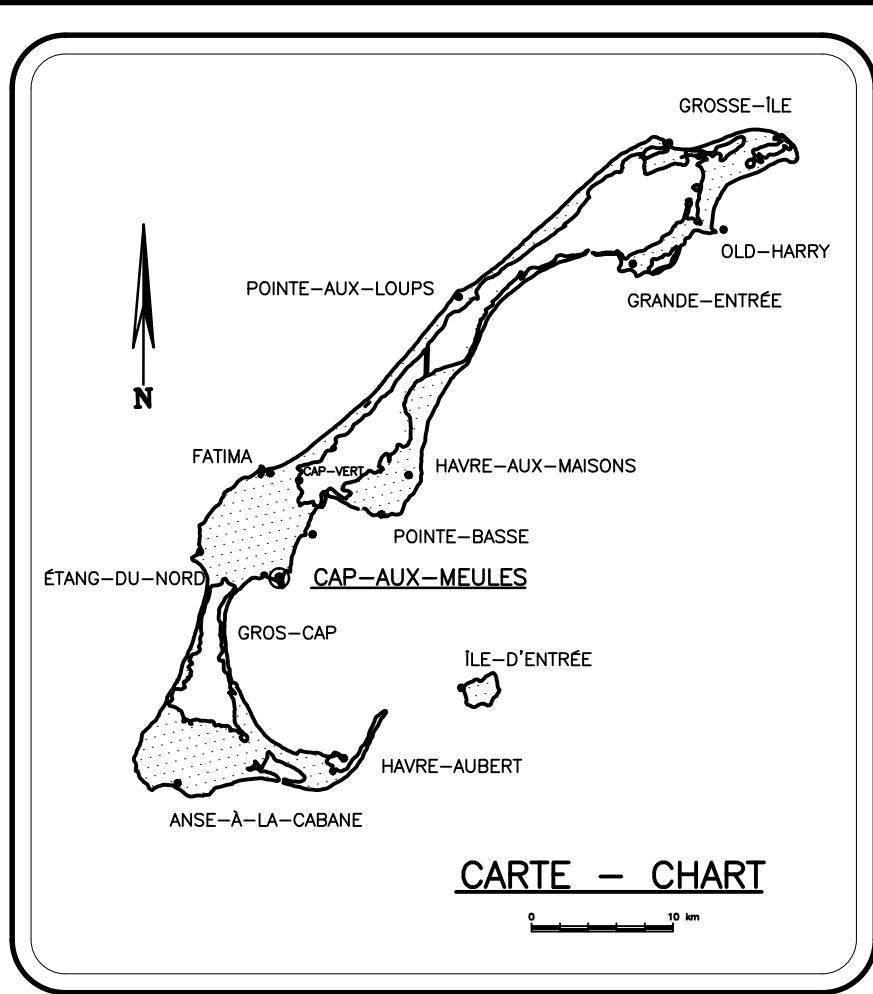 GROSSE-ÎLE
OLD-HARRY
POINTE-AUX-LOUPS
GRANDE-ENTRÉE
N
FATIMA
CAP-VERT
HAVRE-AUX-MAISONS
POINTE-BASSE
ÉTANG-DU-NORD
CAP-AUX-MEULES
GROS-CAP
ÎLE-D'ENTRÉE
HAVRE-AUBERT
ANSE-À-LA-CABANE
CARTE - CHART
0 10 km